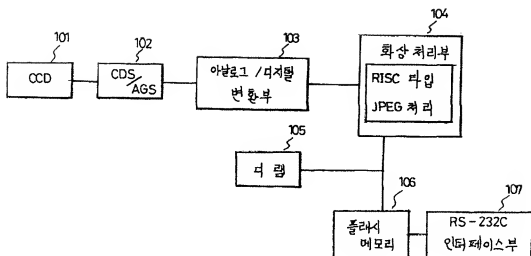 101
CCD
102
CDS/
AGS
103
아날로그/디지탈
변환부
104
화상 처리부
RISC 타입
JPEG 처리
105
디램
106
플래시
메모리
107
RS-232C
인터페이스부